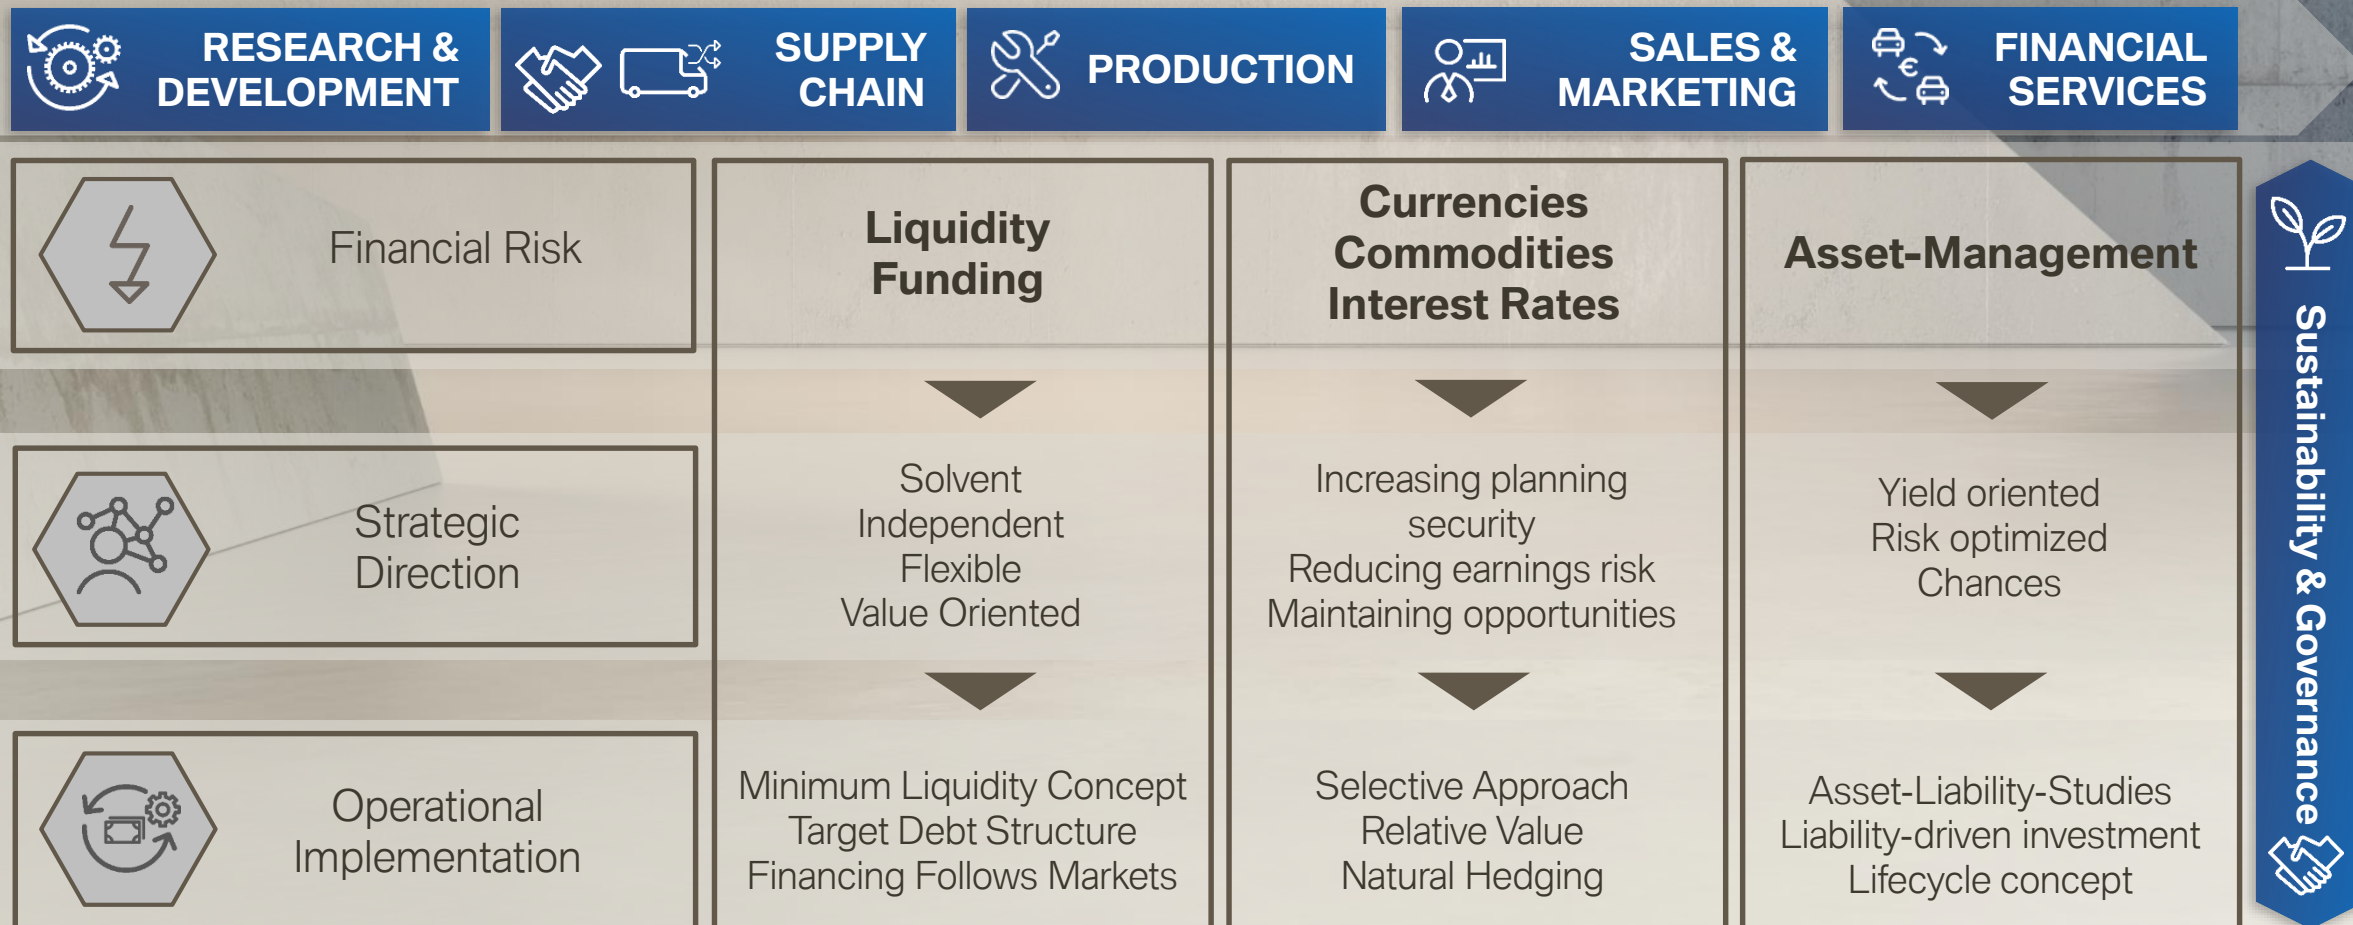 RESEARCH &
DEVELOPMENT
SUPPLY
CHAIN
PRODUCTION
SALES &
MARKETING
€
FINANCIAL
SERVICES
Financial Risk
Liquidity
Funding
Currencies
Commodities
Interest Rates
Asset-Management
Strategic
Direction
Solvent
Independent
Flexible
Value Oriented
Increasing planning
security
Reducing earnings risk
Maintaining opportunities
Yield oriented
Risk optimized
Chances
Operational
Implementation
Minimum Liquidity Concept
Target Debt Structure
Financing Follows Markets
Selective Approach
Relative Value
Natural Hedging
Asset-Liability-Studies
Liability-driven investment
Lifecycle concept
Sustainability & Governance